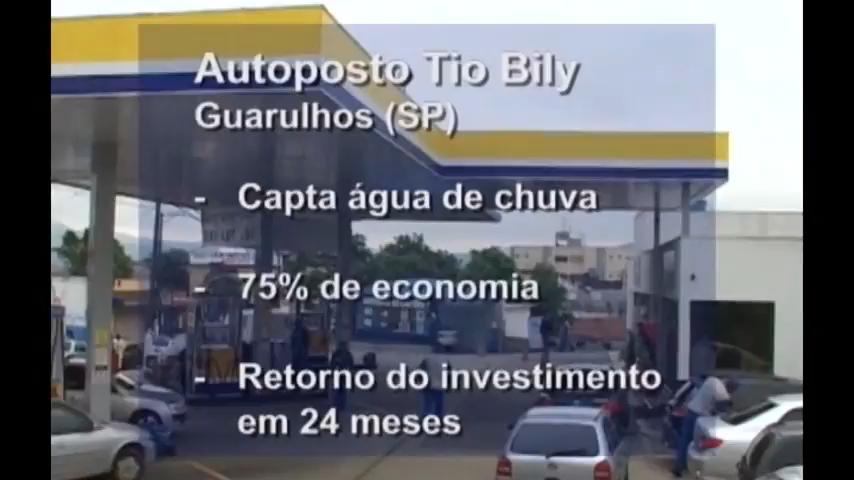 Autoposto Tio Bily
Guarulhos (SP)
- Capta água de chuva
- 75% de economia
- Retorno do investimento
em 24 meses